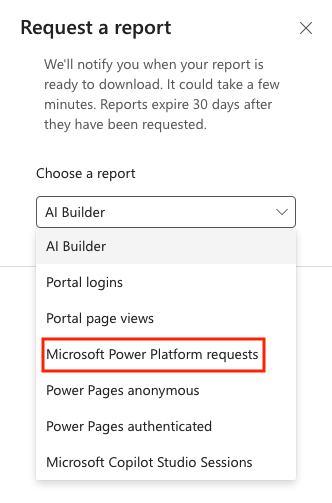 Request a report
We'll notify you when your report is
ready to download. It could take a few
minutes. Reports expire 30 days after
they have been requested.
Choose a report
AI Builder
AI Builder
Portal logins
Portal page views
Microsoft Power Platform requests
Power Pages anonymous
Power Pages authenticated
Microsoft Copilot Studio Sessions